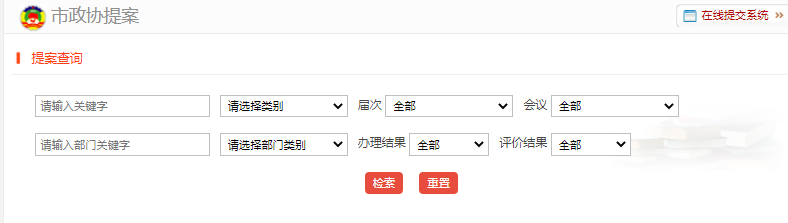 市政协提案
在线提交系统 >>
提案查询
请输入关键字 请选择类别 届次 全部 会议 全部
请输入部门关键字 请选择部门类别 办理结果 全部 评价结果 全部
检索 重置